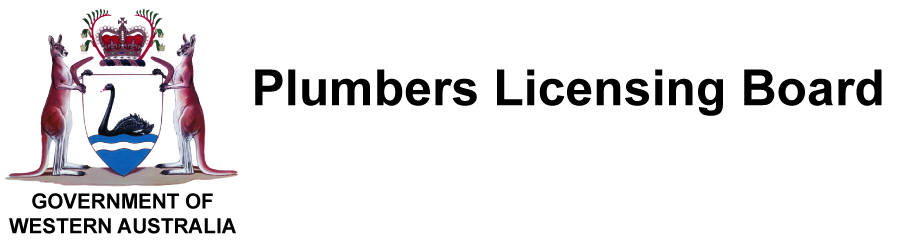 Plumbers Licensing Board
GOVERNMENT OF
WESTERN AUSTRALIA